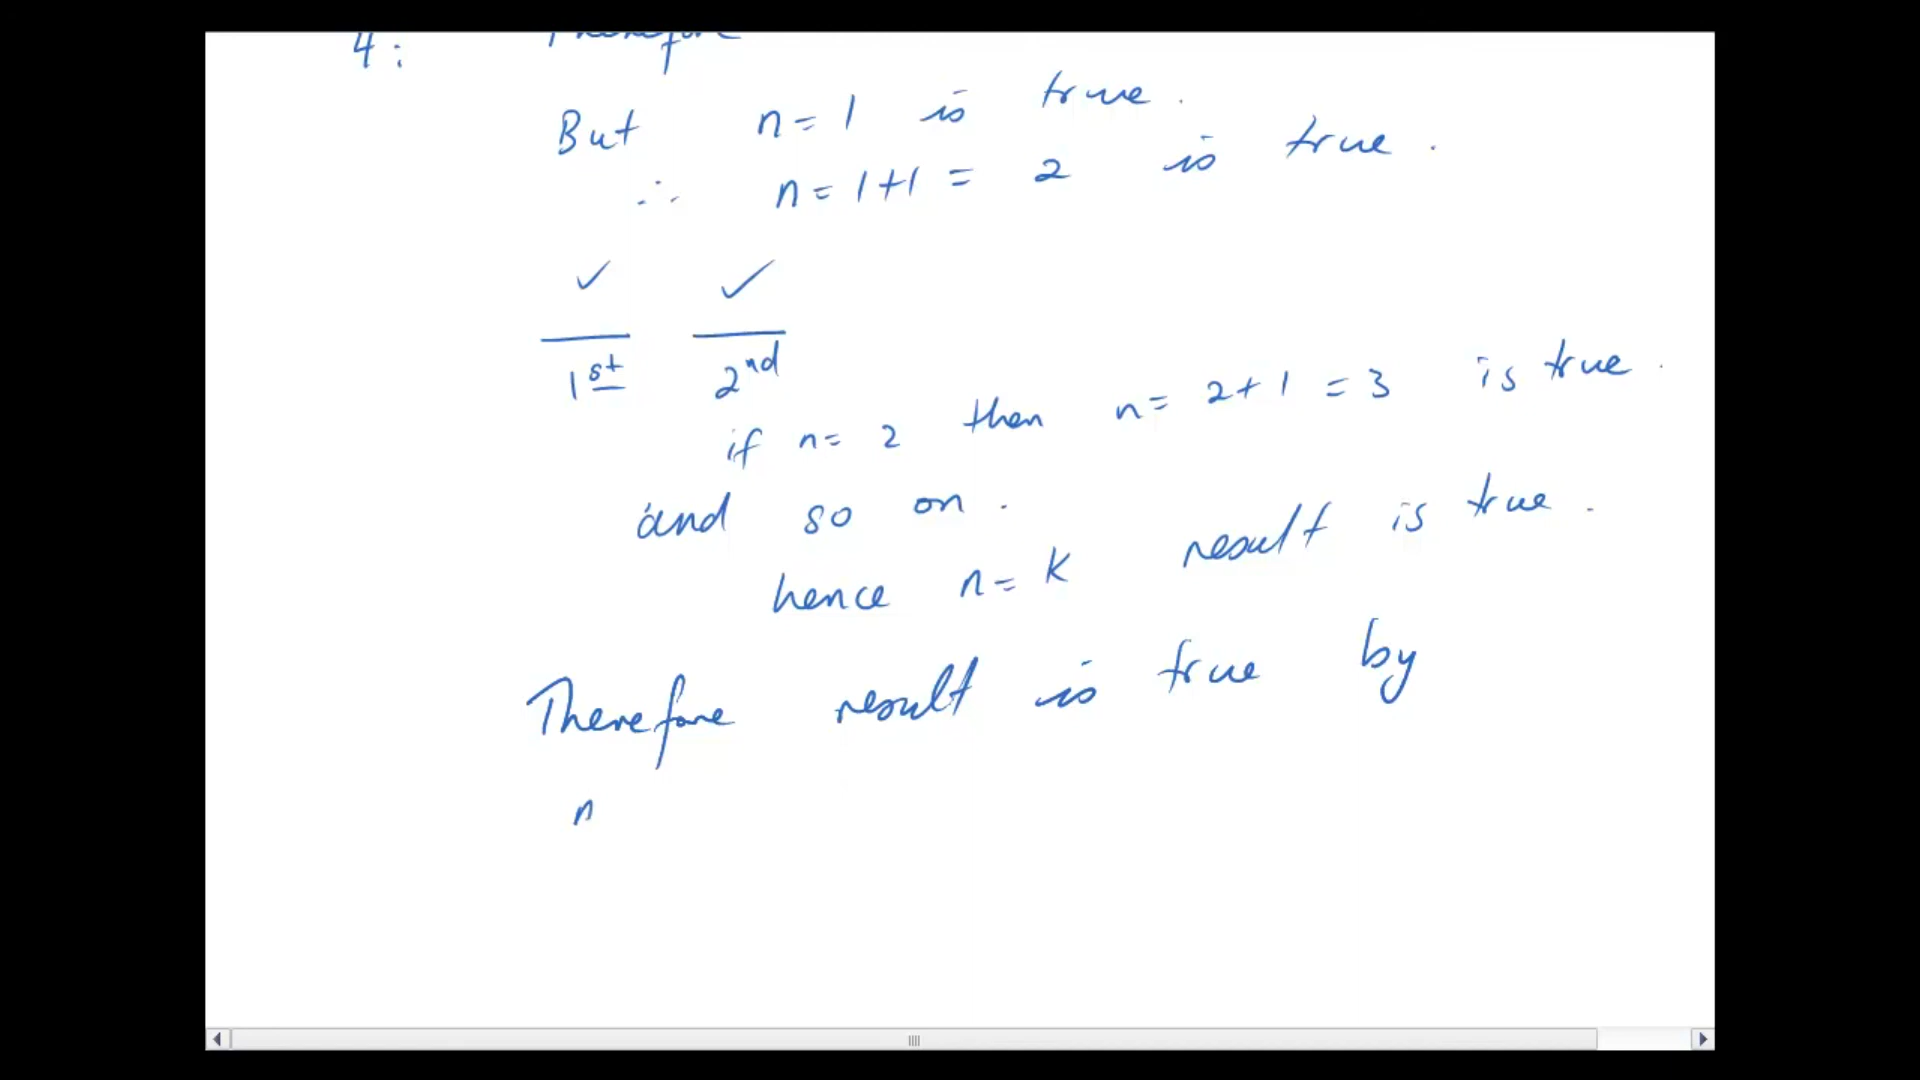 4: Therefore
But n=1 is true.
∴ n=1+1= 2 is true.
✓ ✓
1st 2nd
if n= 2 then n= 2+1 =3 is true.
and so on.
hence n= k result is true.
Therefore result is true by
n